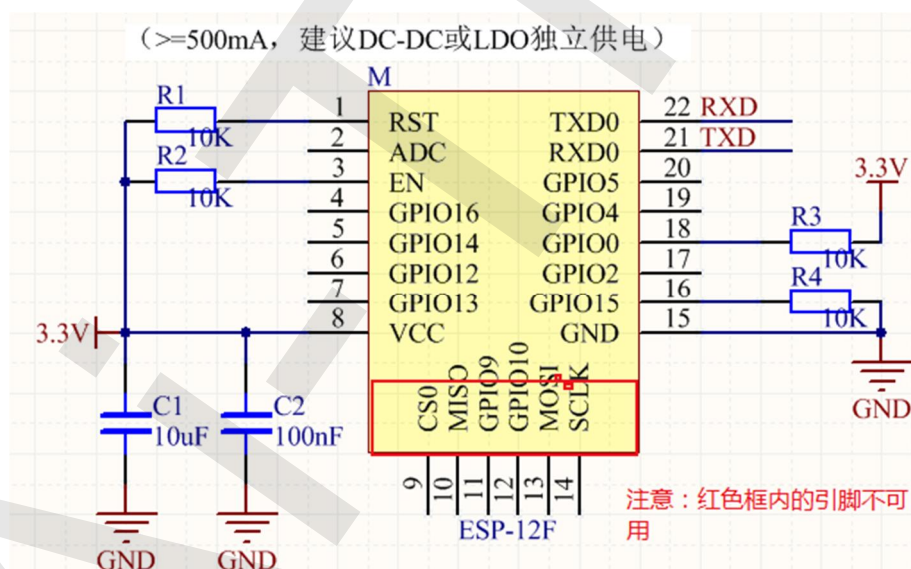 （>=500mA，建议DC-DC或LDO独立供电）
M
R1
10K
R2
10K
1
2
3
4
5
6
7
8
RST
ADC
EN
GPIO16
GPIO14
GPIO12
GPIO13
VCC
TXD0
RXD0
GPIO5
GPIO4
GPIO0
GPIO2
GPIO15
GND
22 RXD
21 TXD
20
19
18
17
16
15
3.3V
R3
10K
R4
10K
GND
3.3V
C1
10uF
C2
100nF
GND
GND
CS0
MISO
GPIO9
GPIO10
MOSI
SCLK
9
10
11
12
13
14
ESP-12F
注意：红色框内的引脚不可
用